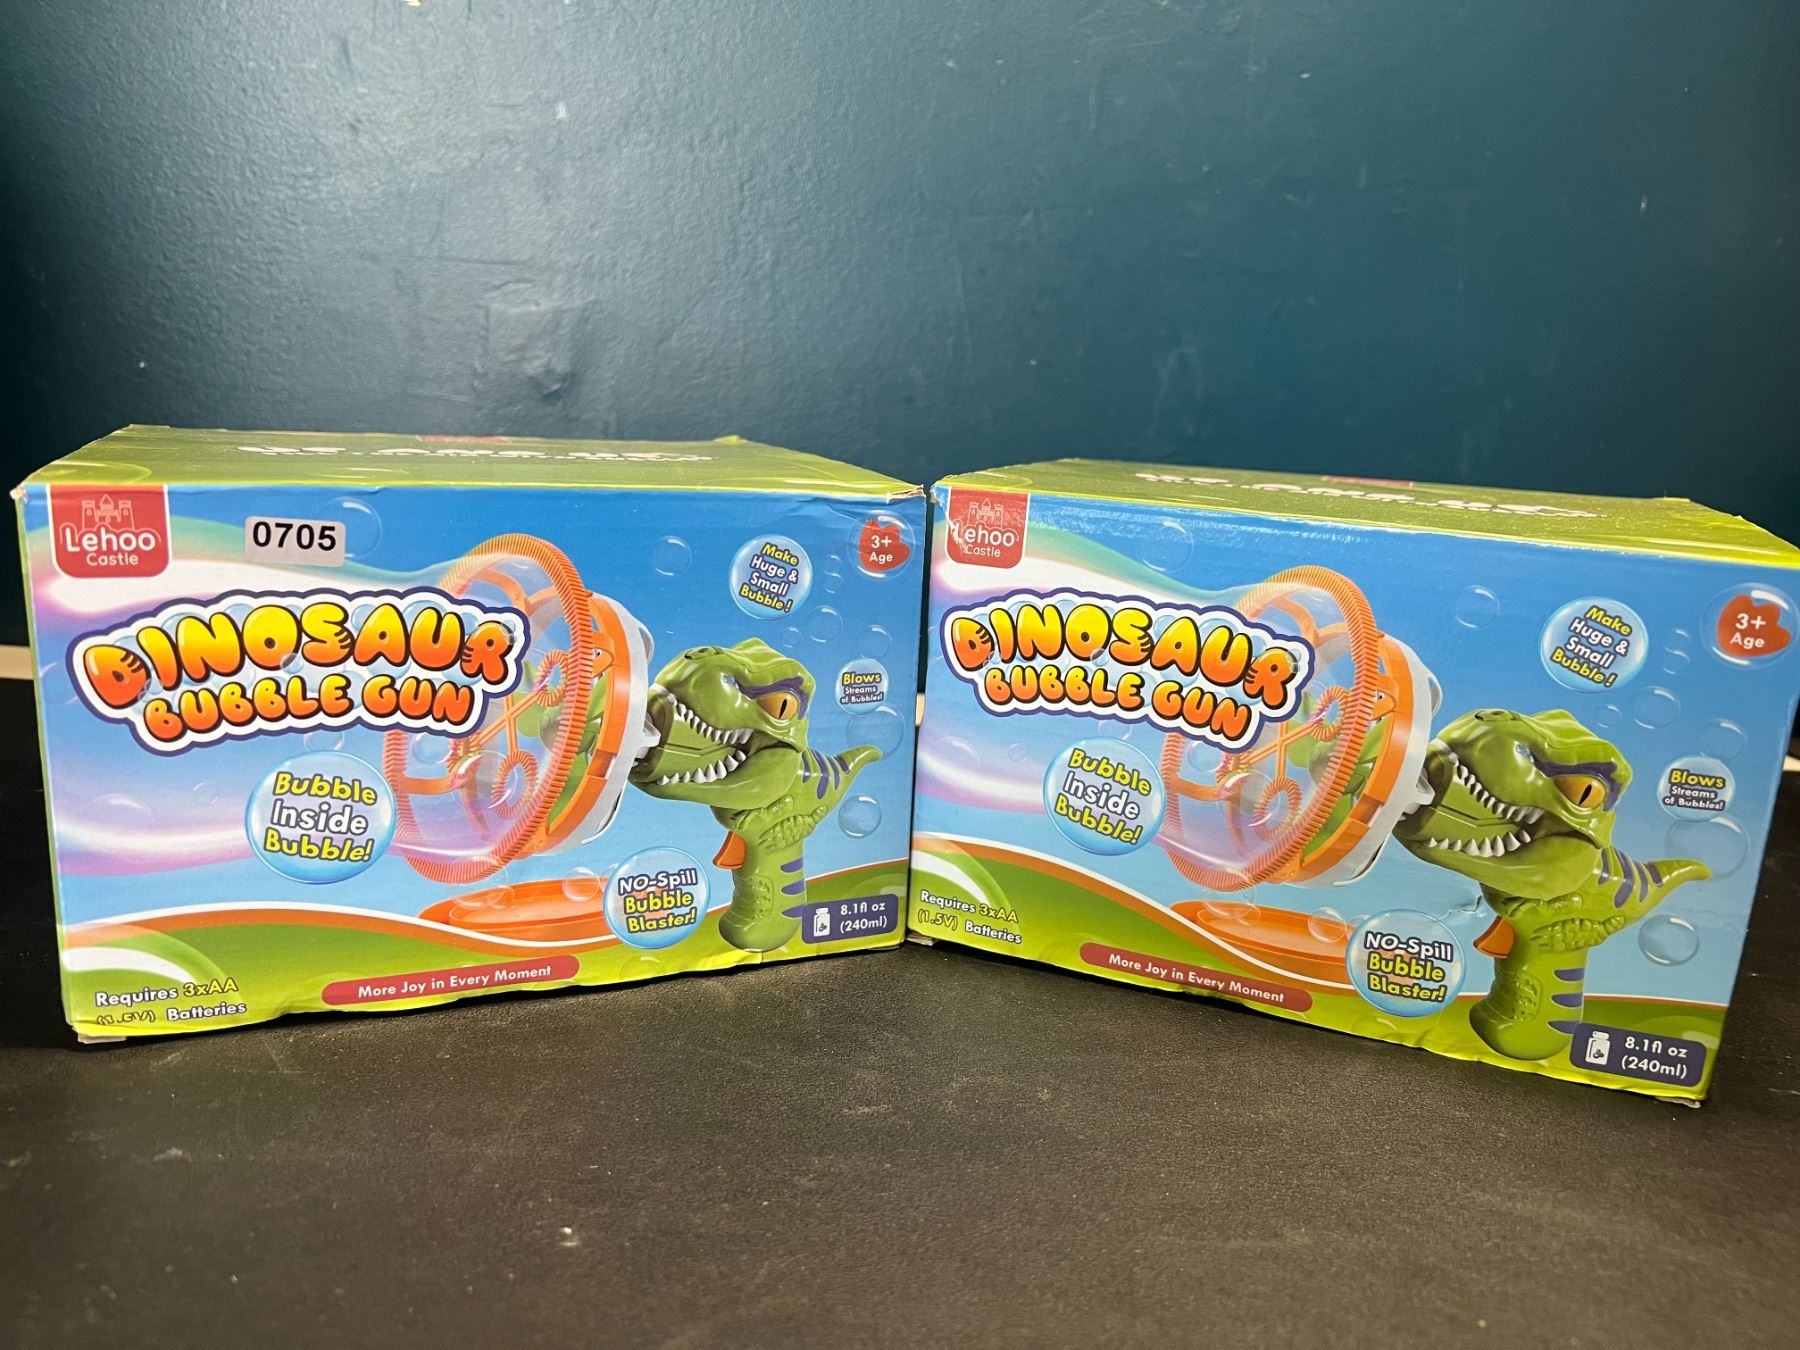 Lehoo
Castle
0705
3+
Age
Make
Huge &
Small
Bubble!
DINOSAUR
BUBBLE GUN
Blows
Streams
of Bubbles!
Bubble
Inside
Bubble!
NO-Spill
Bubble
Blaster!
8.1fl oz
(240ml)
Requires 3xAA
(1.5V) Batteries
More Joy in Every Moment
Lehoo
Castle
3+
Age
Make
Huge &
Small
Bubble!
DINOSAUR
BUBBLE GUN
Blows
Streams
of Bubbles!
Bubble
Inside
Bubble!
Requires 3xAA
(1.5V) Batteries
NO-Spill
Bubble
Blaster!
More Joy in Every Moment
8.1fl oz
(240ml)